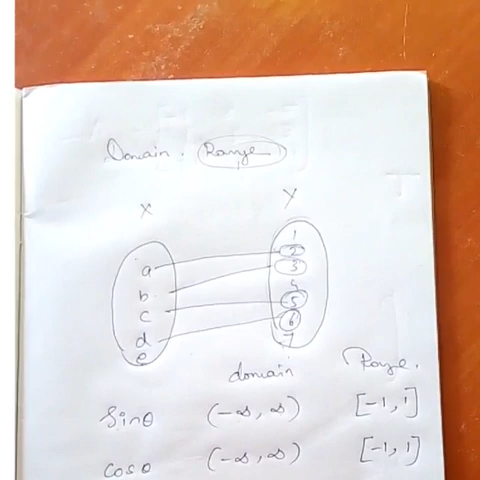 Domain. Range
X Y
1
a 2
3
b 4
c 5
d 6
e 7
domain Range.
Sinθ (-∞, ∞) [-1, 1]
cosθ (-∞, ∞) [-1, 1]